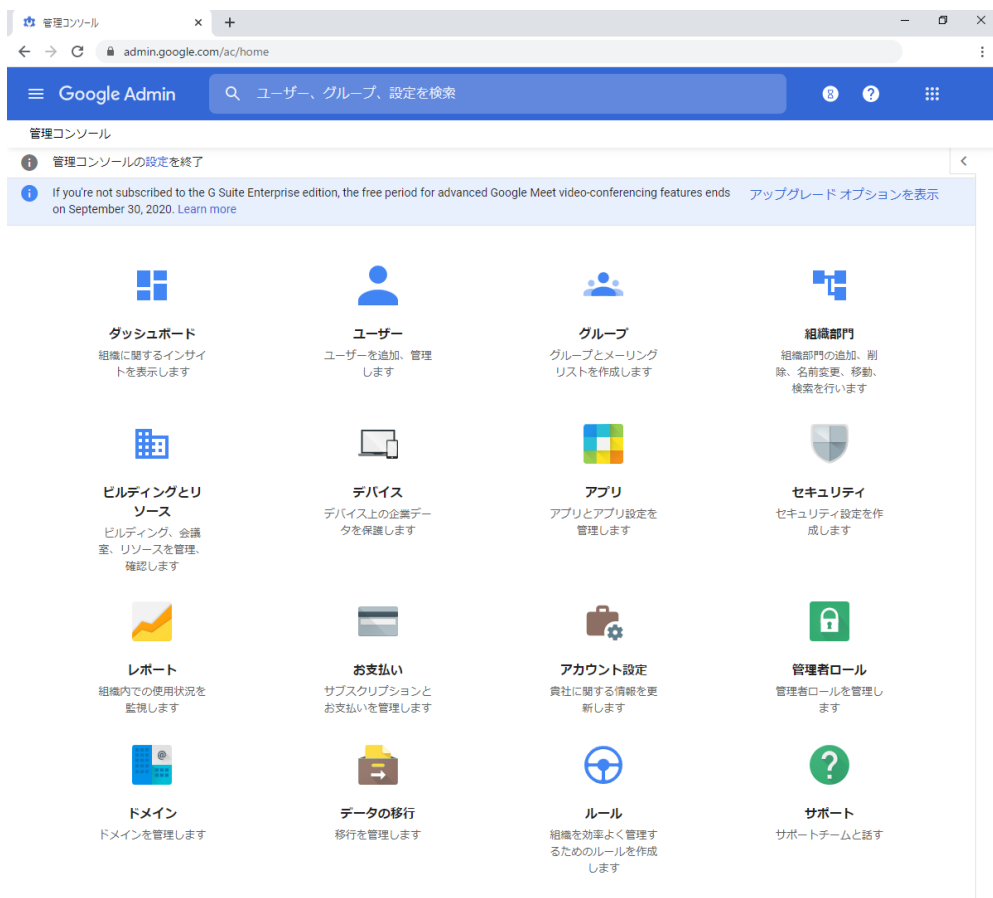 管理コンソール
admin.google.com/ac/home
Google Admin
ユーザー、グループ、設定を検索
管理コンソール
管理コンソールの設定を終了
If you're not subscribed to the G Suite Enterprise edition, the free period for advanced Google Meet video-conferencing features ends
on September 30, 2020. Learn more
アップグレード オプションを表示
ダッシュボード
組織に関するインサイ
トを表示します
ユーザー
ユーザーを追加、管理
します
グループ
グループとメーリング
リストを作成します
組織部門
組織部門の追加、削
除、名前変更、移動、
検索を行います
ビルディングとリ
ソース
ビルディング、会議
室、リソースを管理、
確認します
デバイス
デバイス上の企業デー
タを保護します
アプリ
アプリとアプリ設定を
管理します
セキュリティ
セキュリティ設定を作
成します
レポート
組織内での使用状況を
監視します
お支払い
サブスクリプションと
お支払いを管理します
アカウント設定
貴社に関する情報を更
新します
管理者ロール
管理者ロールを管理し
ます
ドメイン
ドメインを管理します
データの移行
移行を管理します
ルール
組織を効率よく管理す
るためのルールを作成
します
サポート
サポートチームと話す